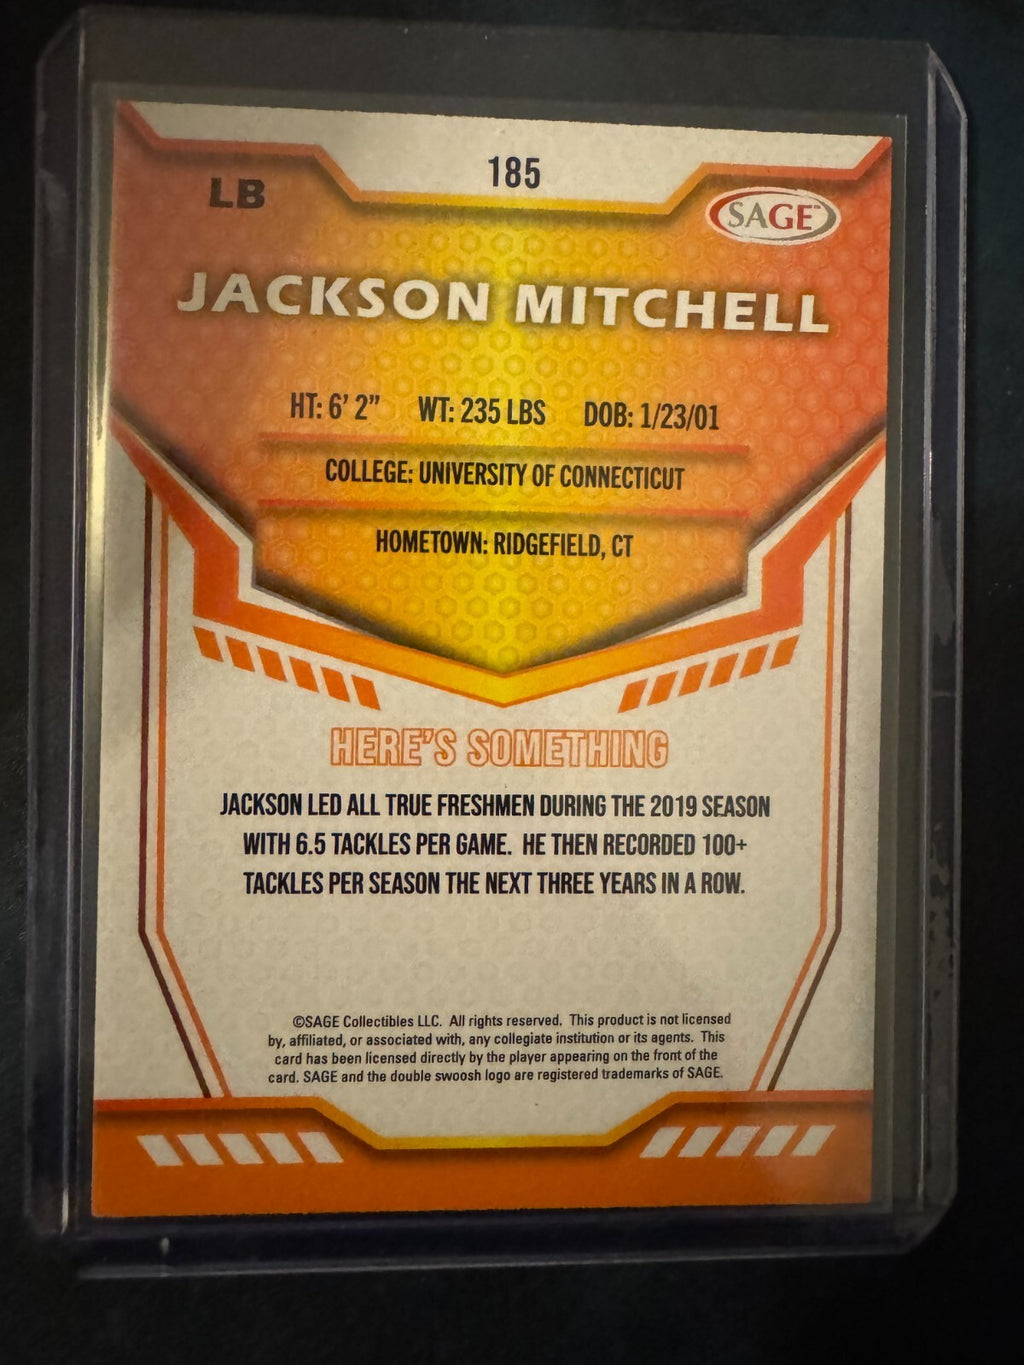 185
LB
SAGE™
JACKSON MITCHELL
HT: 6' 2" WT: 235 LBS DOB: 1/23/01
COLLEGE: UNIVERSITY OF CONNECTICUT
HOMETOWN: RIDGEFIELD, CT
HERE'S SOMETHING
JACKSON LED ALL TRUE FRESHMEN DURING THE 2019 SEASON
WITH 6.5 TACKLES PER GAME. HE THEN RECORDED 100+
TACKLES PER SEASON THE NEXT THREE YEARS IN A ROW.
©SAGE Collectibles LLC. All rights reserved. This product is not licensed
by, affiliated, or associated with, any collegiate institution or its agents. This
card has been licensed directly by the player appearing on the front of the
card. SAGE and the double swoosh logo are registered trademarks of SAGE.